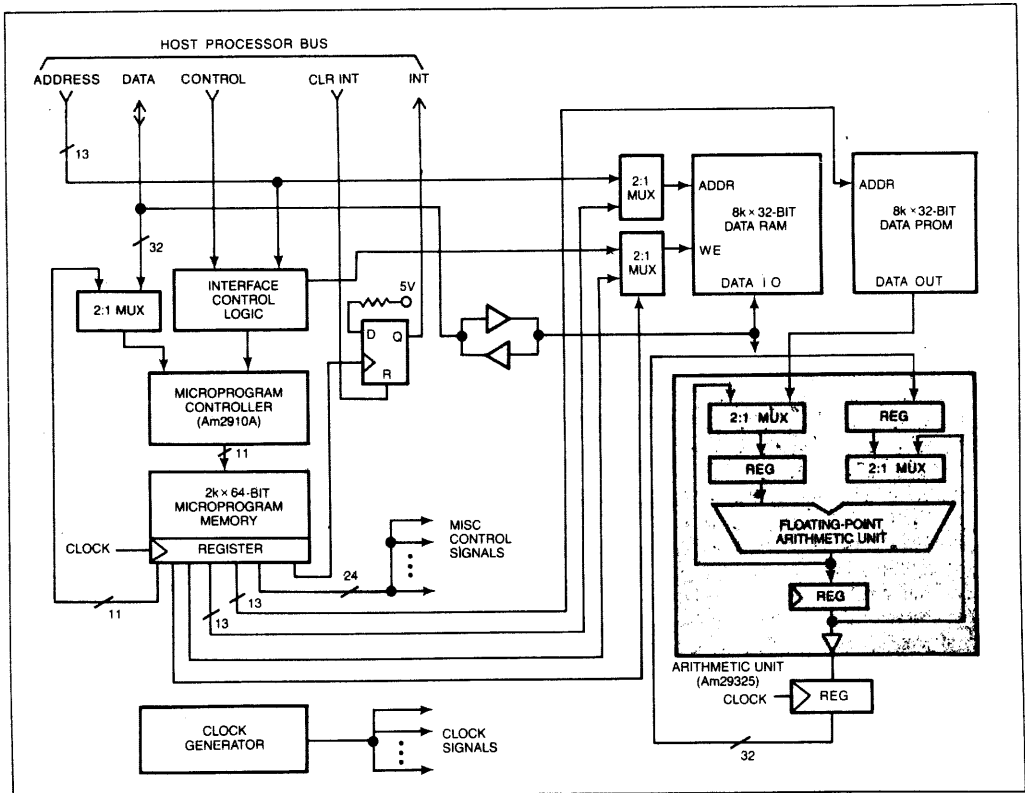 HOST PROCESSOR BUS
ADDRESS DATA CONTROL CLR INT INT
13
32
2:1 MUX
INTERFACE
CONTROL
LOGIC
5V
D Q
R
MICROPROGRAM
CONTROLLER
(Am2910A)
11
2k × 64-BIT
MICROPROGRAM
MEMORY
CLOCK
REGISTER
11
13
13
24
MISC
CONTROL
SIGNALS
CLOCK
GENERATOR
CLOCK
SIGNALS
2:1
MUX
2:1
MUX
ADDR
8k × 32-BIT
DATA RAM
WE
DATA I O
ADDR
8k × 32-BIT
DATA PROM
DATA OUT
2:1 MUX
REG
REG
2:1 MUX
FLOATING-POINT
ARITHMETIC UNIT
REG
ARITHMETIC UNIT
(Am29325)
CLOCK
REG
32